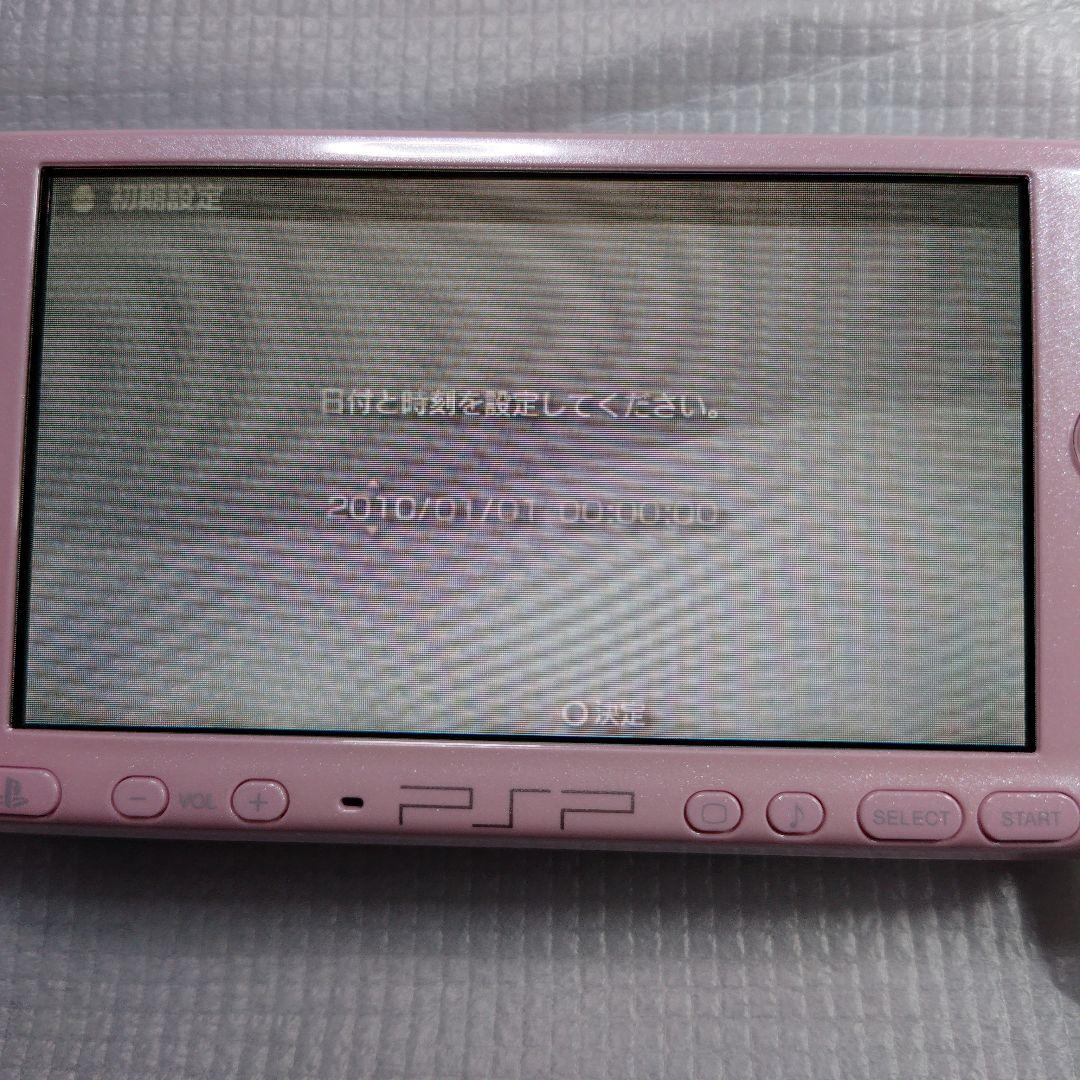 初期設定
日付と時刻を設定してください。
2010/01/01 00:00:00
○決定
− VOL + PSP SELECT START